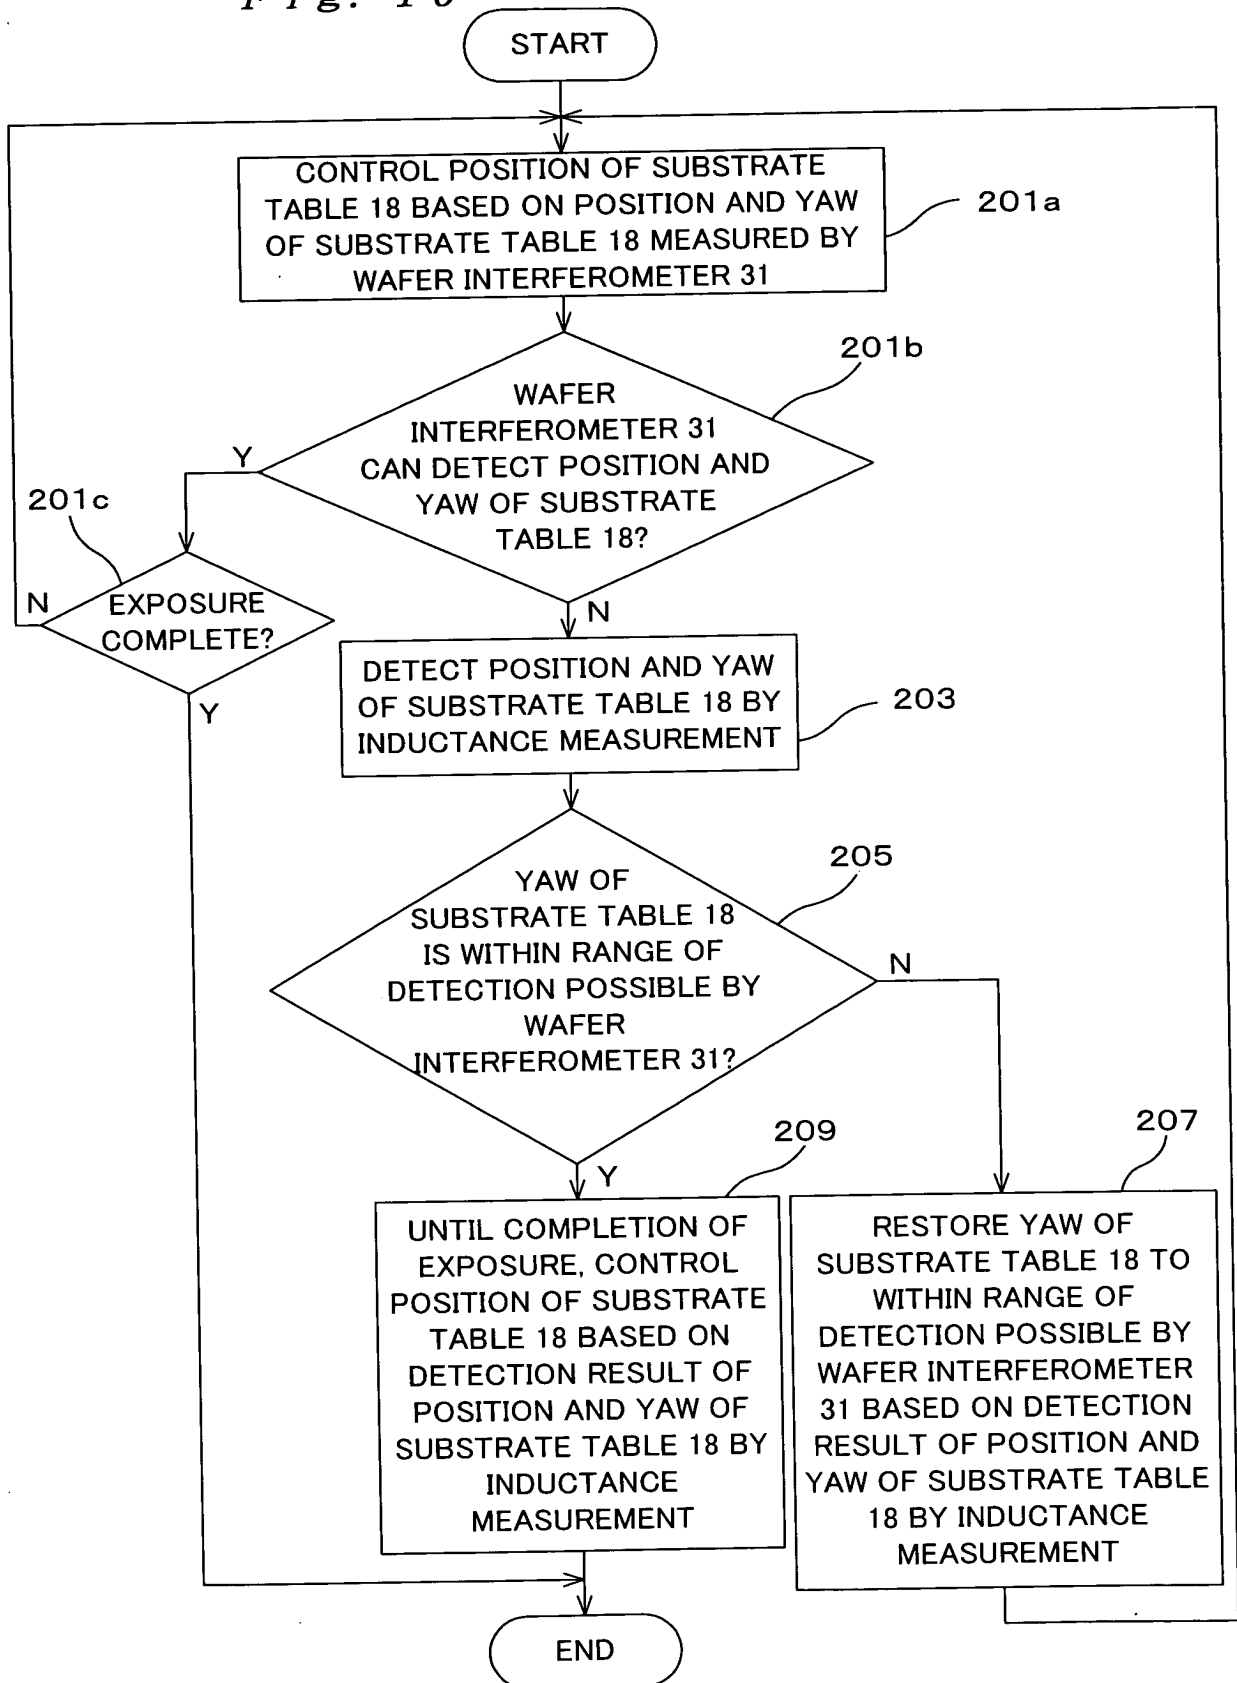 START
CONTROL POSITION OF SUBSTRATE
TABLE 18 BASED ON POSITION AND YAW
OF SUBSTRATE TABLE 18 MEASURED BY
WAFER INTERFEROMETER 31
201a
201b
WAFER
INTERFEROMETER 31
CAN DETECT POSITION AND
YAW OF SUBSTRATE
TABLE 18?
Y
N
201c
EXPOSURE
COMPLETE?
N
Y
DETECT POSITION AND YAW
OF SUBSTRATE TABLE 18 BY
INDUCTANCE MEASUREMENT
203
205
YAW OF
SUBSTRATE TABLE 18
IS WITHIN RANGE OF
DETECTION POSSIBLE BY
WAFER
INTERFEROMETER 31?
N
Y
209
UNTIL COMPLETION OF
EXPOSURE, CONTROL
POSITION OF SUBSTRATE
TABLE 18 BASED ON
DETECTION RESULT OF
POSITION AND YAW OF
SUBSTRATE TABLE 18 BY
INDUCTANCE
MEASUREMENT
207
RESTORE YAW OF
SUBSTRATE TABLE 18 TO
WITHIN RANGE OF
DETECTION POSSIBLE BY
WAFER INTERFEROMETER
31 BASED ON DETECTION
RESULT OF POSITION AND
YAW OF SUBSTRATE TABLE
18 BY INDUCTANCE
MEASUREMENT
END